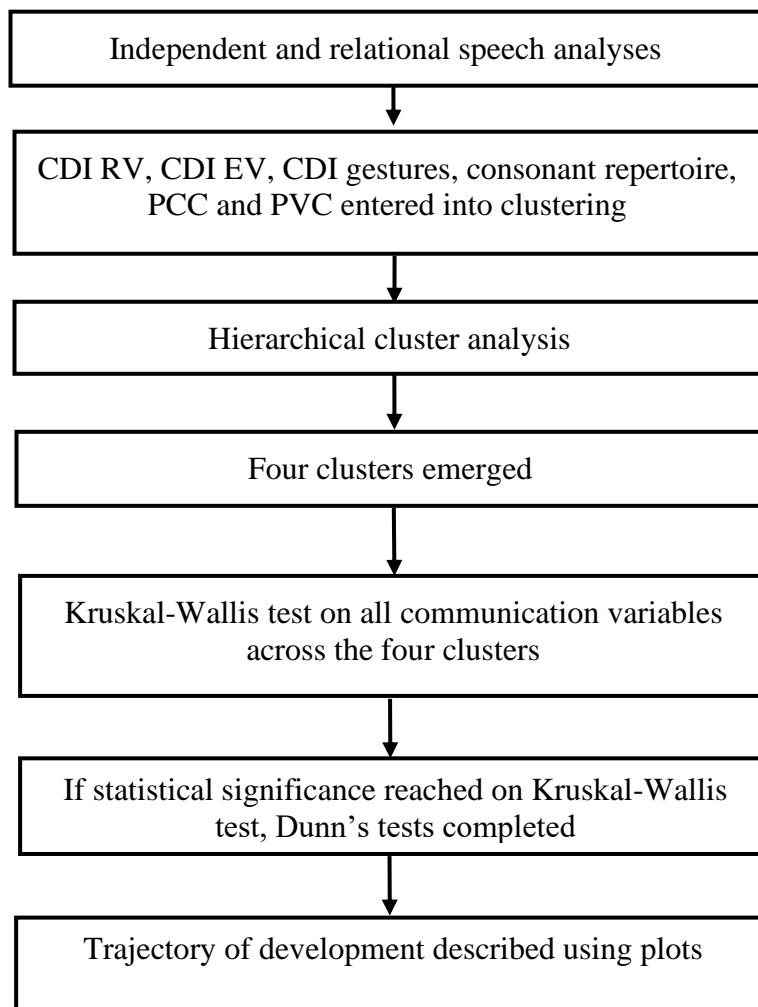 Independent and relational speech analyses
CDI RV, CDI EV, CDI gestures, consonant repertoire,
PCC and PVC entered into clustering
Hierarchical cluster analysis
Four clusters emerged
Kruskal-Wallis test on all communication variables
across the four clusters
If statistical significance reached on Kruskal-Wallis
test, Dunn’s tests completed
Trajectory of development described using plots